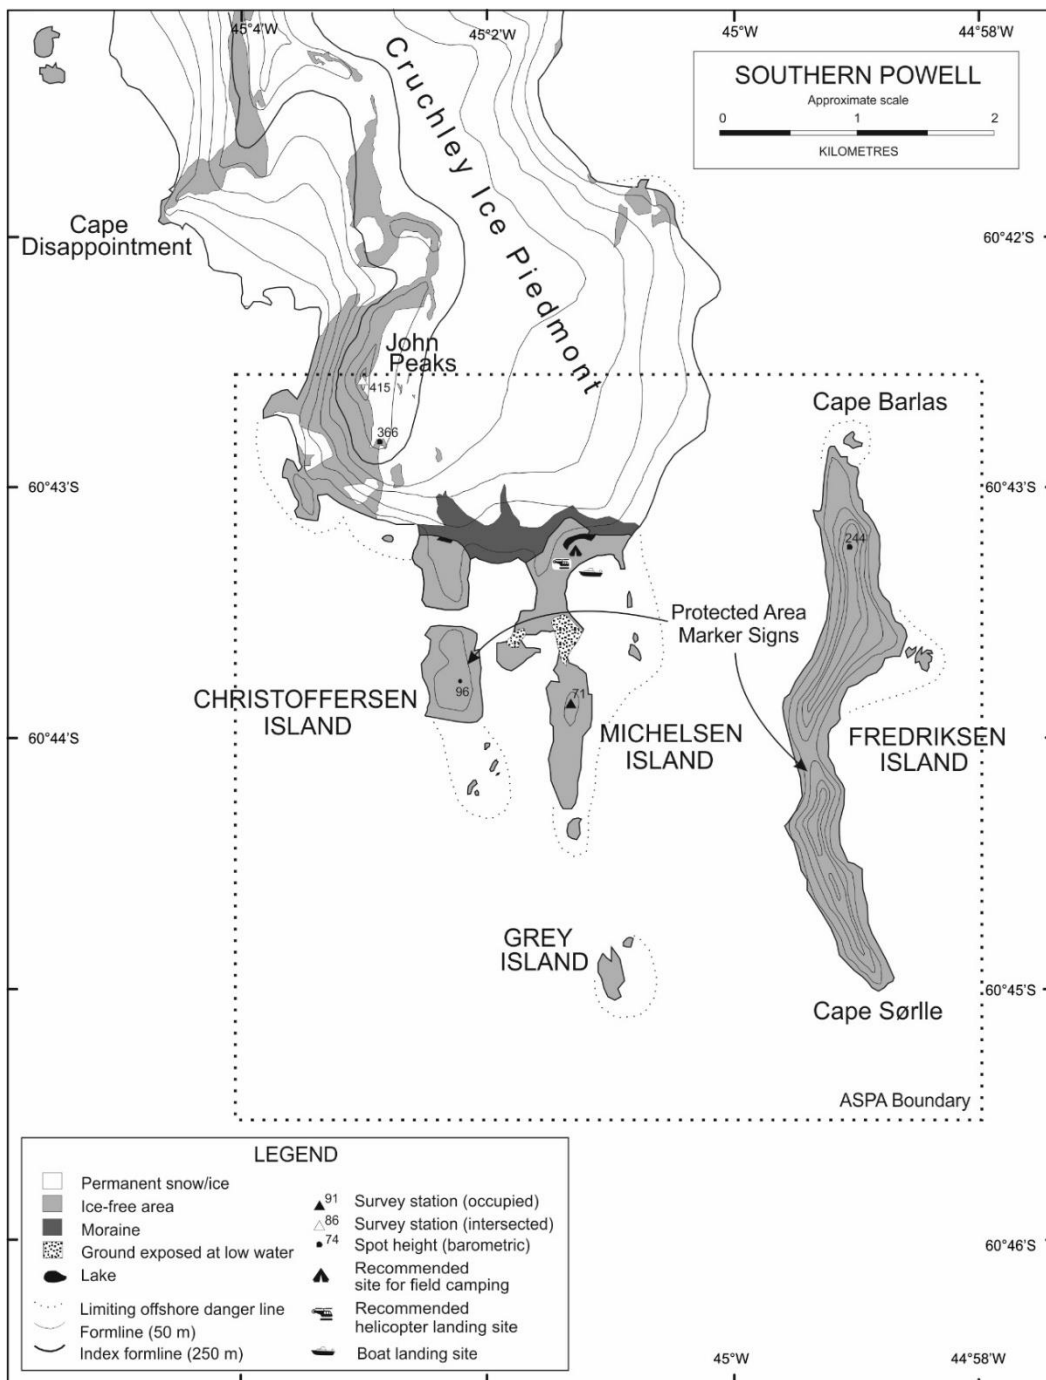 45°4'W
45°2'W
45°W
44°58'W
SOUTHERN POWELL
Approximate scale
0 1 2
KILOMETRES
Cruchley Ice Piedmont
Cape
Disappointment
60°42'S
John
Peaks
415
366
Cape Barlas
60°43'S
60°43'S
244
Protected Area
Marker Signs
CHRISTOFFERSEN
ISLAND
96
71
MICHELSEN
ISLAND
FREDRIKSEN
ISLAND
60°44'S
GREY
ISLAND
60°45'S
Cape Sørlle
ASPA Boundary
LEGEND
Permanent snow/ice
Ice-free area
Moraine
Ground exposed at low water
Lake
Limiting offshore danger line
Formline (50 m)
Index formline (250 m)
91 Survey station (occupied)
86 Survey station (intersected)
74 Spot height (barometric)
Recommended
site for field camping
Recommended
helicopter landing site
Boat landing site
60°46'S
45°W
44°58'W